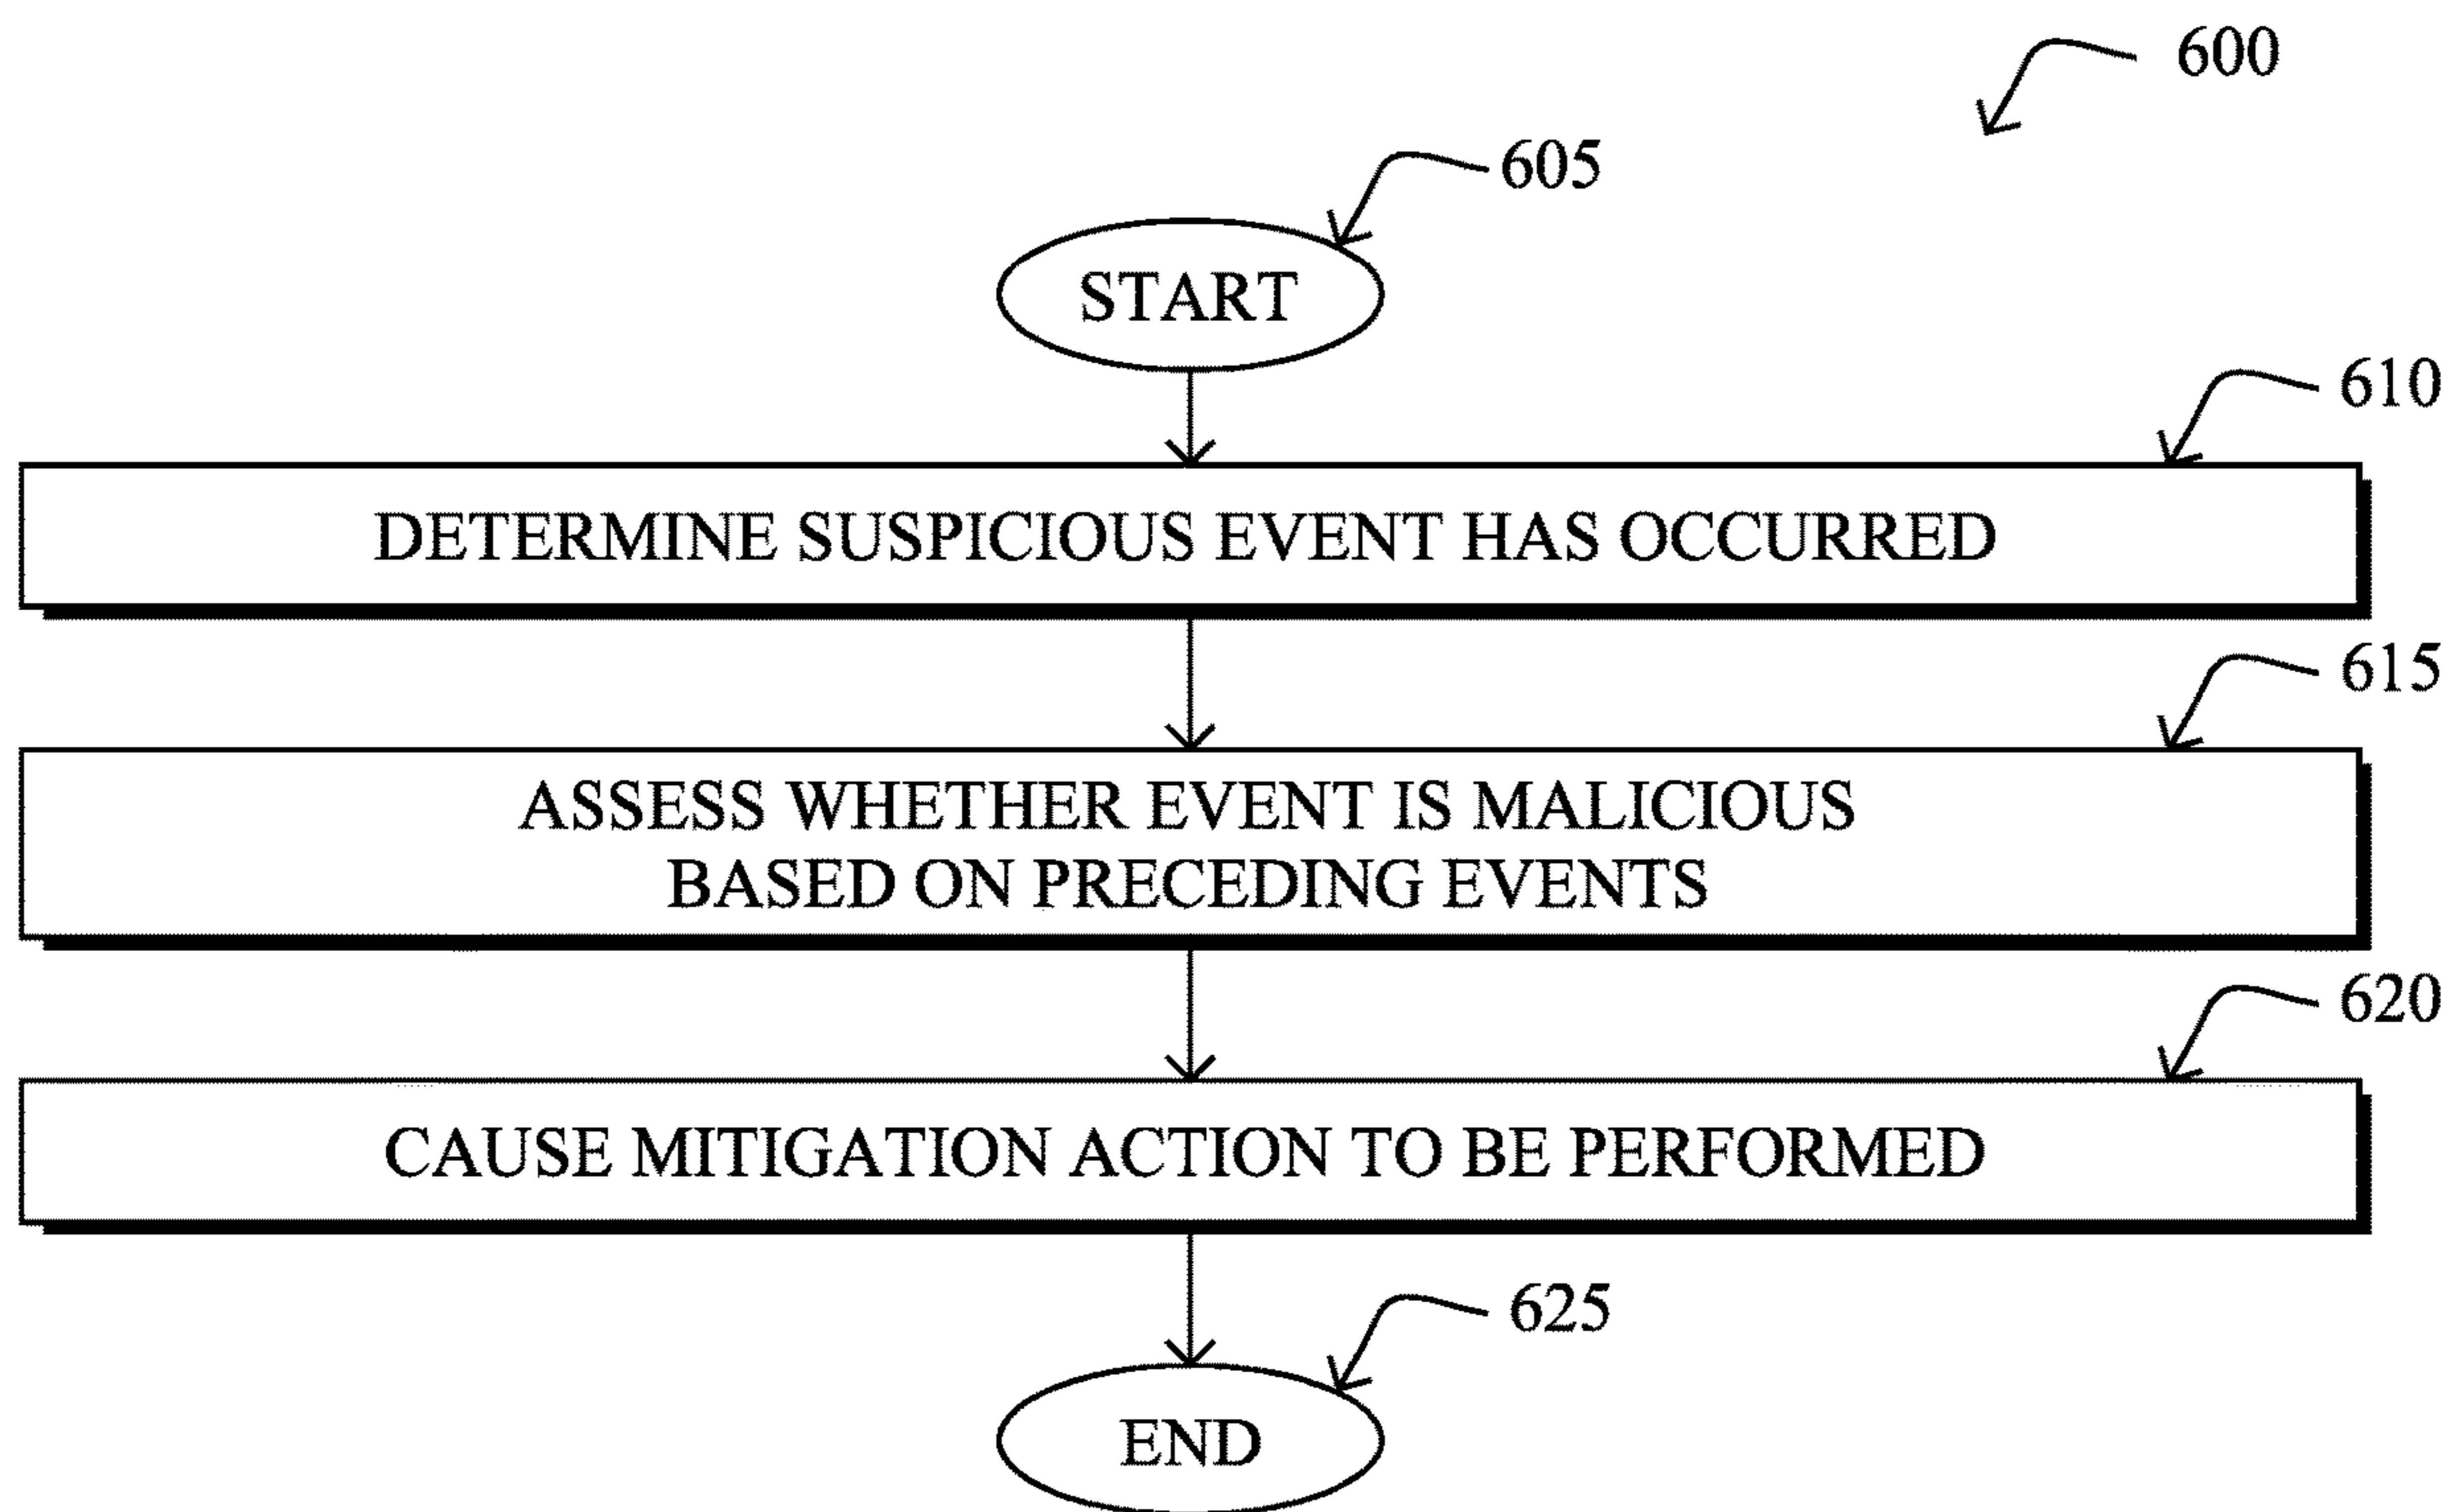 600
605
START
610
DETERMINE SUSPICIOUS EVENT HAS OCCURRED
615
ASSESS WHETHER EVENT IS MALICIOUS
BASED ON PRECEDING EVENTS
620
CAUSE MITIGATION ACTION TO BE PERFORMED
625
END